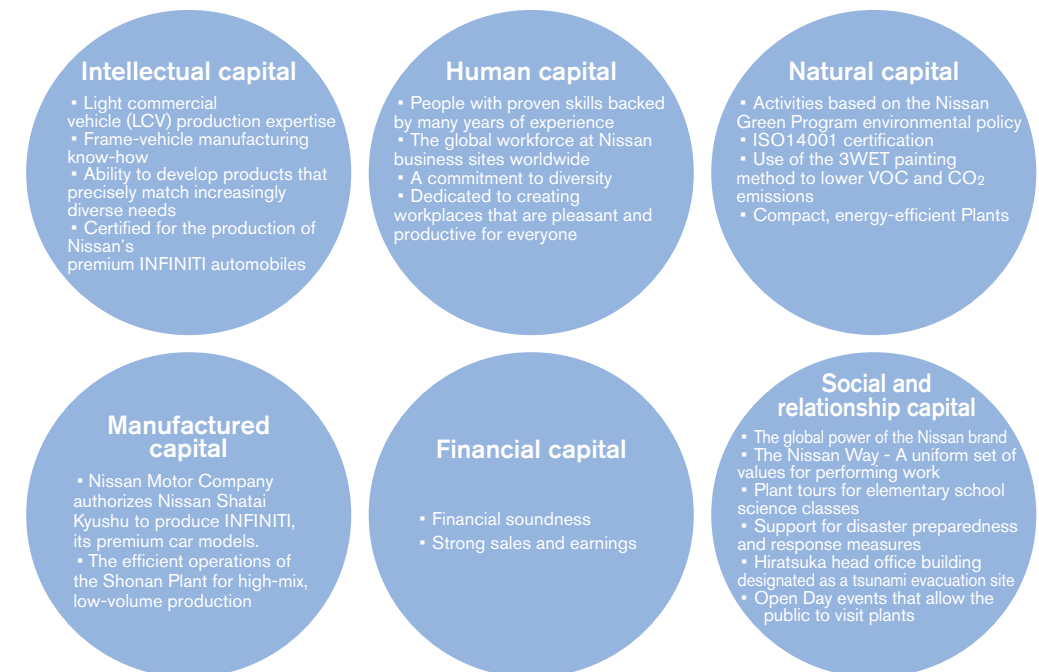 Intellectual capital
▪ Light commercial
vehicle (LCV) production expertise
▪ Frame-vehicle manufacturing
know-how
▪ Ability to develop products that
precisely match increasingly
diverse needs
▪ Certified for the production of
Nissan's
premium INFINITI automobiles
Human capital
▪ People with proven skills backed
by many years of experience
▪ The global workforce at Nissan
business sites worldwide
▪ A commitment to diversity
▪ Dedicated to creating
workplaces that are pleasant and
productive for everyone
Natural capital
▪ Activities based on the Nissan
Green Program environmental policy
▪ ISO14001 certification
▪ Use of the 3WET painting
method to lower VOC and CO2
emissions
▪ Compact, energy-efficient Plants
Manufactured
capital
▪ Nissan Motor Company
authorizes Nissan Shatai
Kyushu to produce INFINITI,
its premium car models.
▪ The efficient operations of
the Shonan Plant for high-mix,
low-volume production
Financial capital
▪ Financial soundness
▪ Strong sales and earnings
Social and
relationship capital
▪ The global power of the Nissan brand
▪ The Nissan Way - A uniform set of
values for performing work
▪ Plant tours for elementary school
science classes
▪ Support for disaster preparedness
and response measures
▪ Hiratsuka head office building
designated as a tsunami evacuation site
▪ Open Day events that allow the
public to visit plants